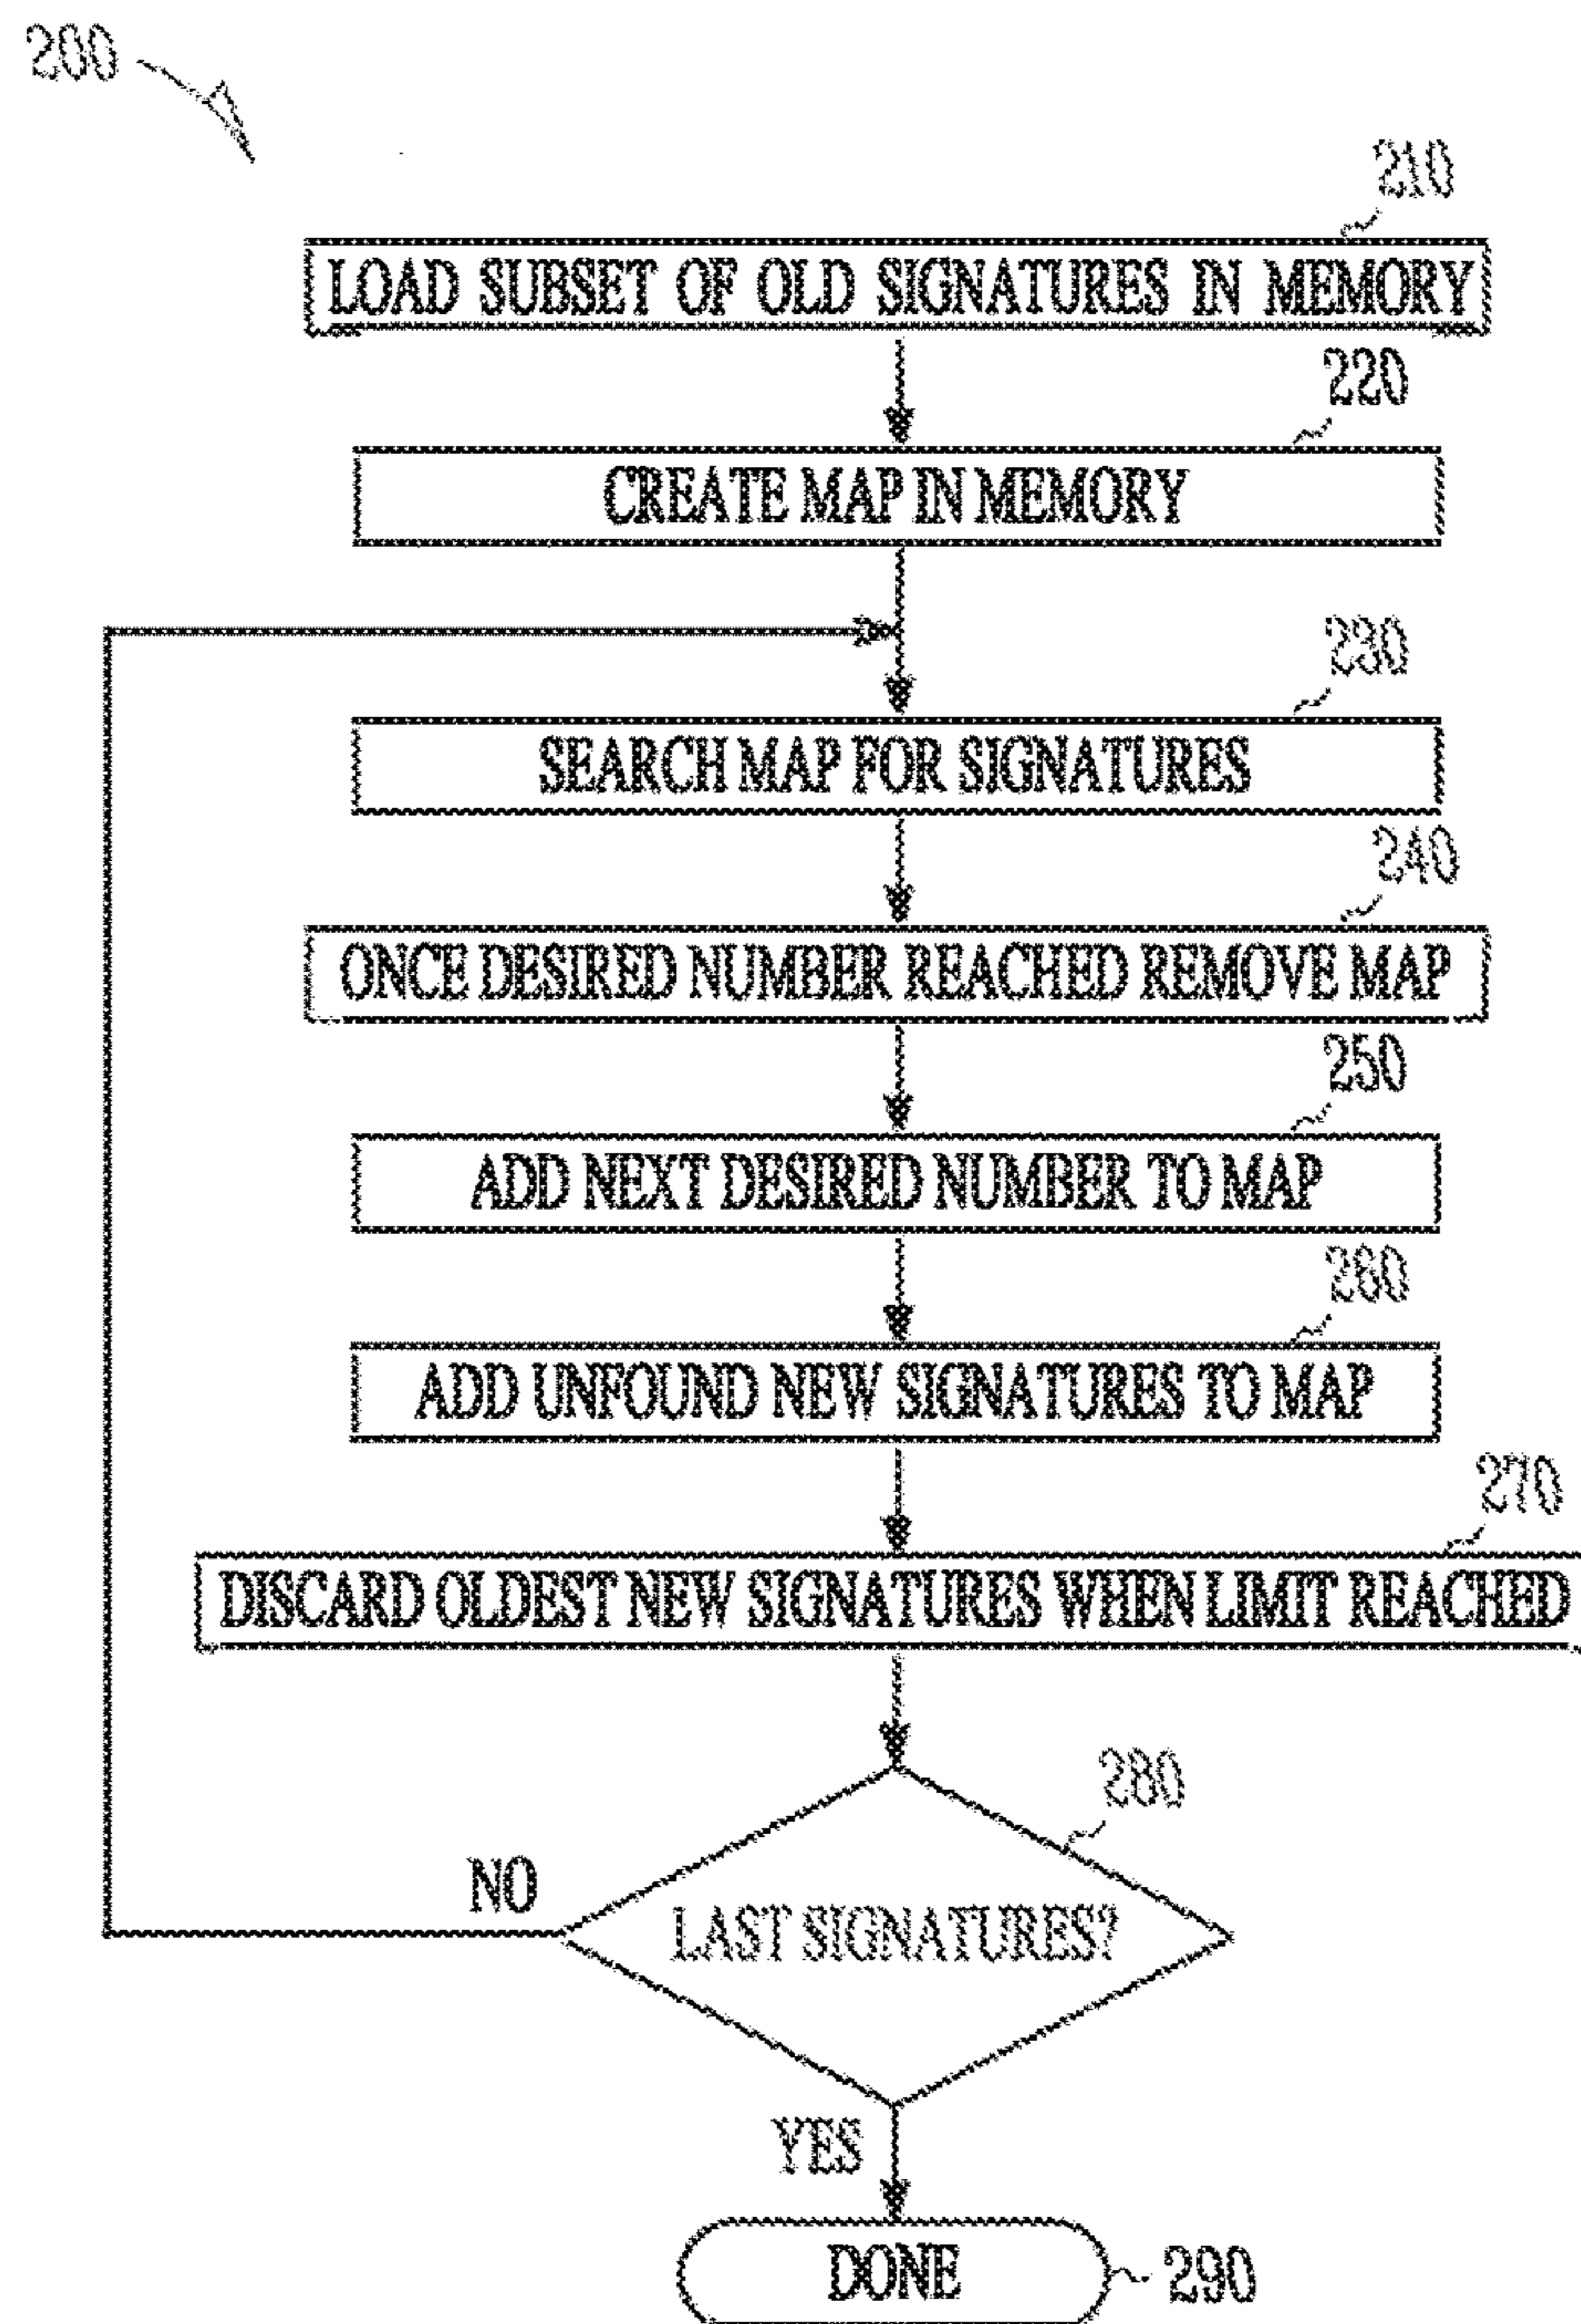 200
210
LOAD SUBSET OF OLD SIGNATURES IN MEMORY
220
CREATE MAP IN MEMORY
230
SEARCH MAP FOR SIGNATURES
240
ONCE DESIRED NUMBER REACHED REMOVE MAP
250
ADD NEXT DESIRED NUMBER TO MAP
260
ADD UNFOUND NEW SIGNATURES TO MAP
270
DISCARD OLDEST NEW SIGNATURES WHEN LIMIT REACHED
280
LAST SIGNATURES?
NO
YES
DONE
290